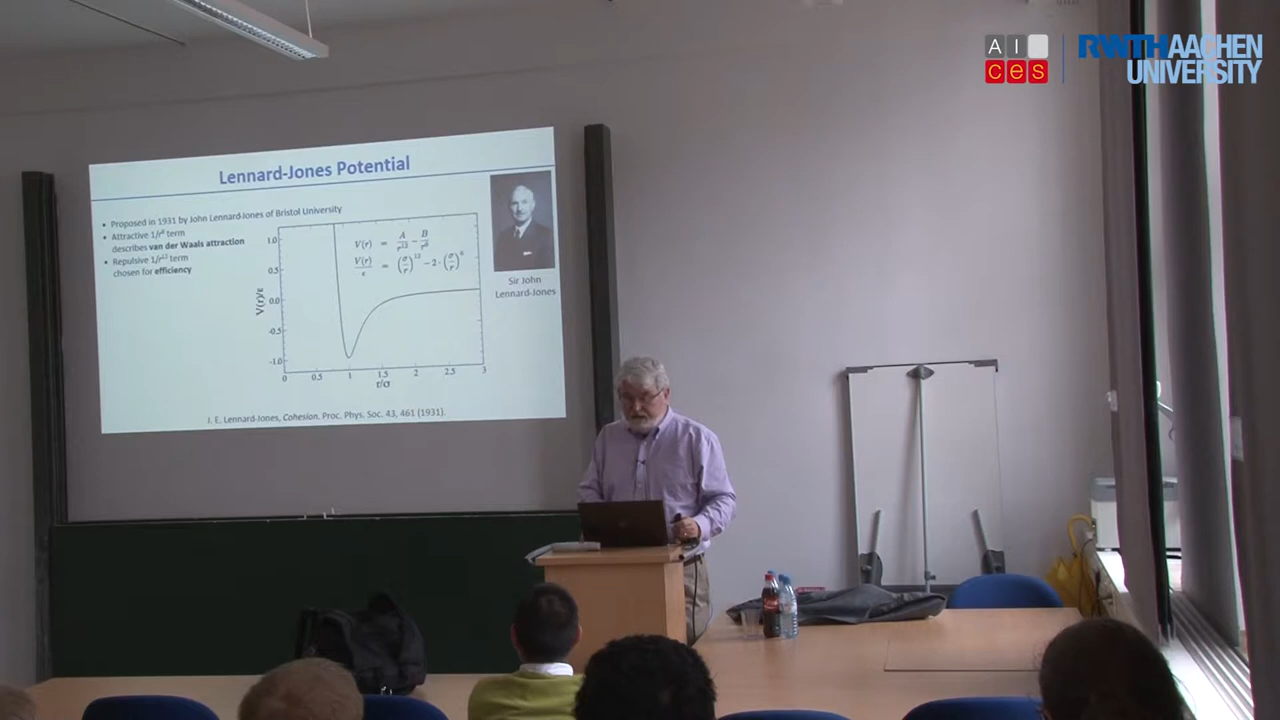 AI
ces
RWTHAACHEN
UNIVERSITY
Lennard-Jones Potential
• Proposed in 1931 by John Lennard-Jones of Bristol University
• Attractive 1/r⁶ term
describes van der Waals attraction
• Repulsive 1/r¹² term
chosen for efficiency
V(r) = A/r¹² − B/r⁶
V(r)/ε = (σ/r)¹² − 2·(σ/r)⁶
V(r)/ε
1.0
0.5
0.0
-0.5
-1.0
0 0.5 1 1.5 2 2.5 3
r/σ
Sir John
Lennard-Jones
J. E. Lennard-Jones, Cohesion. Proc. Phys. Soc. 43, 461 (1931).